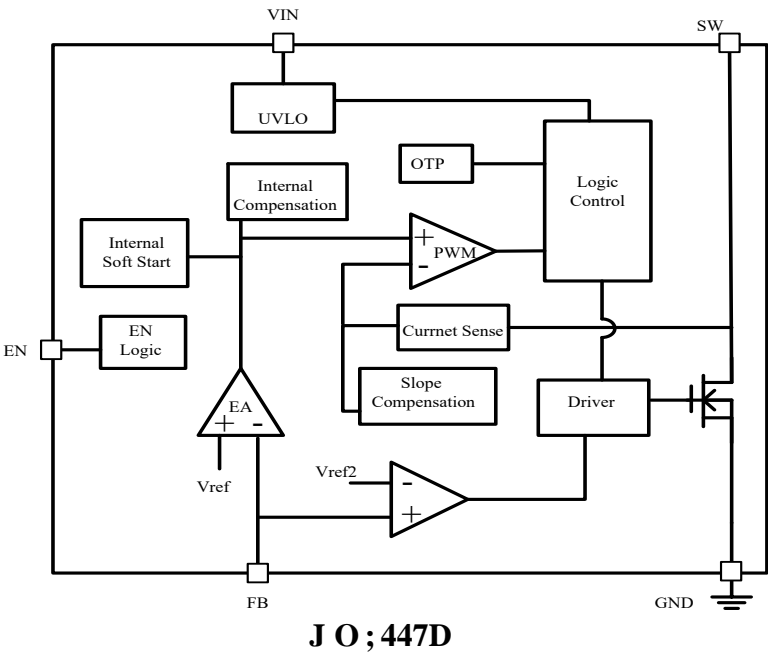 VIN
SW
UVLO
OTP
Logic
Control
Internal
Compensation
Internal
Soft Start
+
PWM
-
EN
EN
Logic
Currnet Sense
Slope
Compensation
Driver
EA
+ -
Vref
Vref2
-
+
FB
GND
J O ; 447D